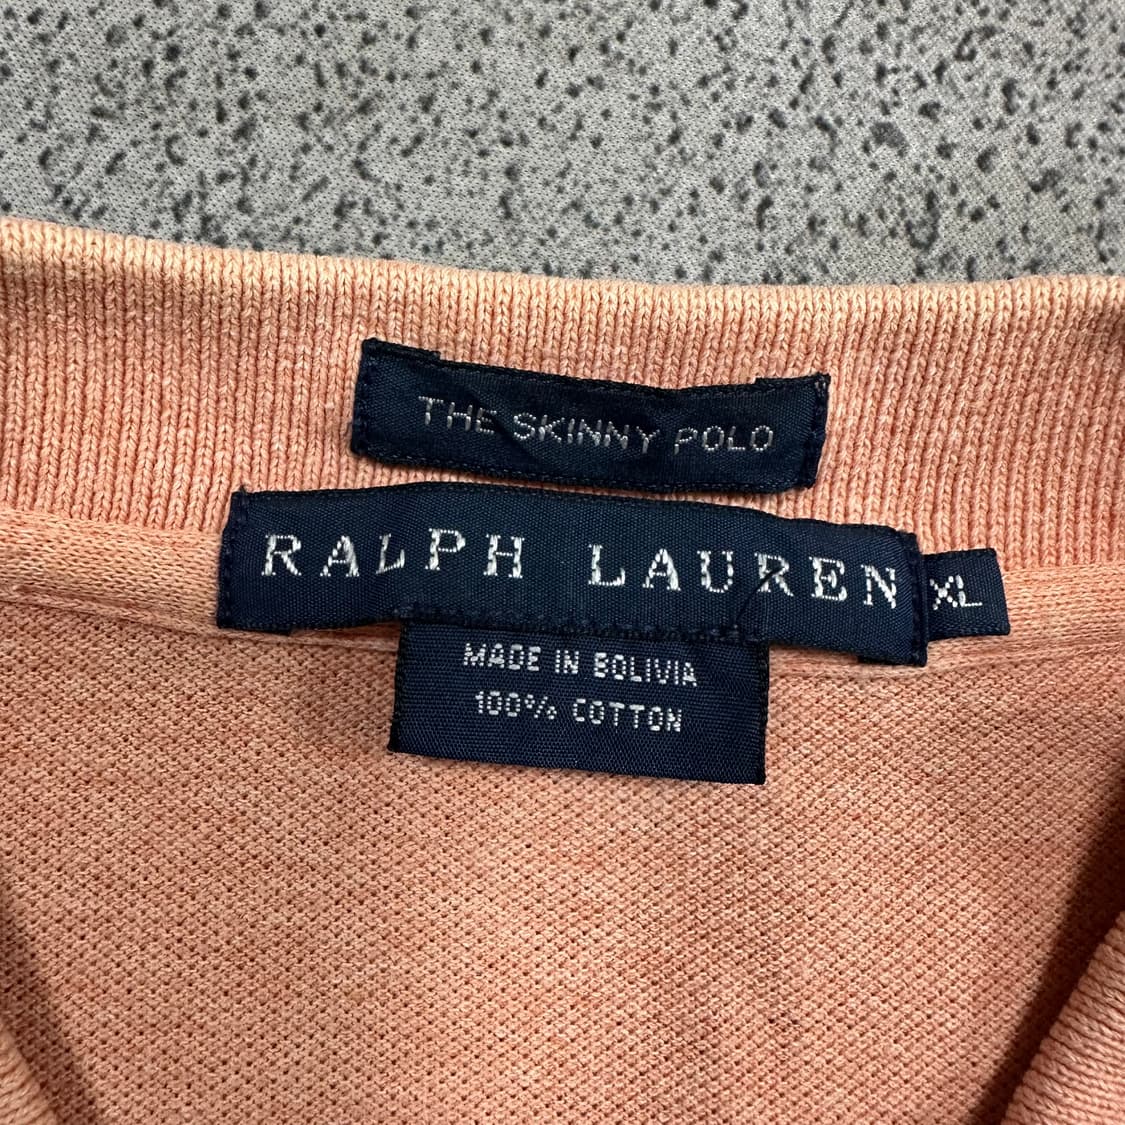 THE SKINNY POLO
RALPH LAUREN
XL
MADE IN BOLIVIA
100% COTTON